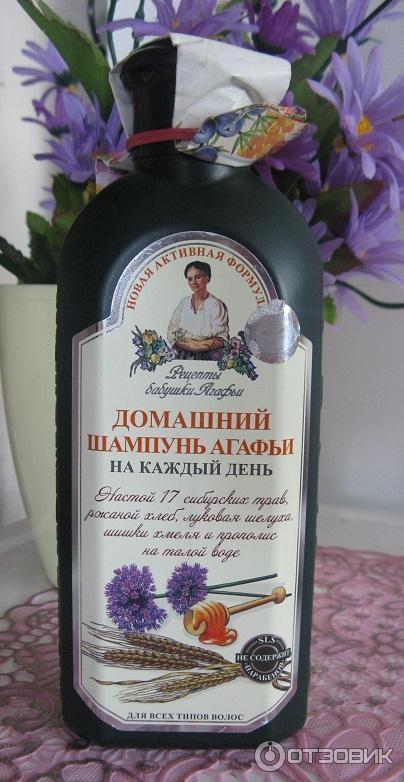 НОВАЯ АКТИВНАЯ ФОРМУЛА
Рецепты
бабушки Агафьи
ДОМАШНИЙ
ШАМПУНЬ АГАФЬИ
НА КАЖДЫЙ ДЕНЬ
Настой 17 сибирских трав,
ржаной хлеб, луковая шелуха,
шишки хмеля и прополис
на талой воде
SLS
НЕ СОДЕРЖИТ
ПАРАБЕНОВ
ДЛЯ ВСЕХ ТИПОВ ВОЛОС
ОТЗОВИК